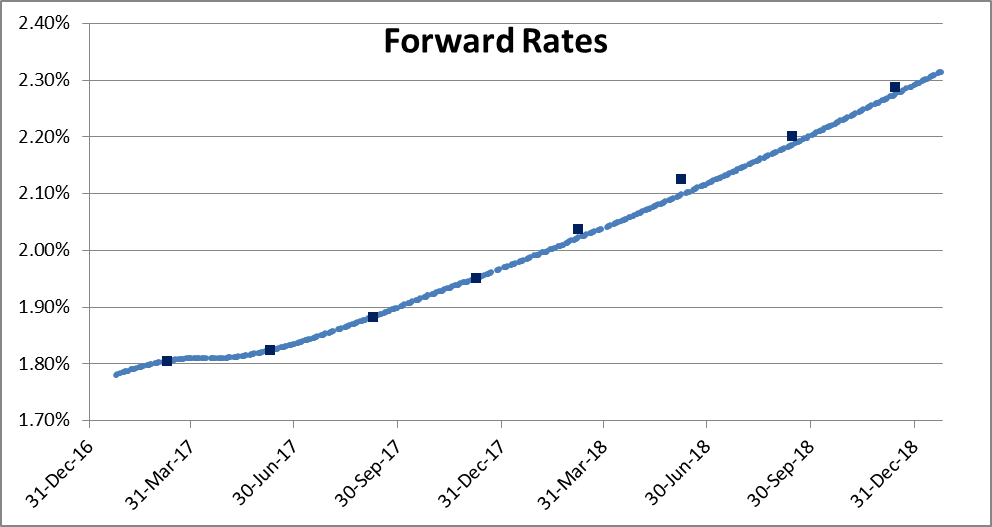 Forward Rates
2.40%
2.30%
2.20%
2.10%
2.00%
1.90%
1.80%
1.70%
31-Dec-16
31-Mar-17
30-Jun-17
30-Sep-17
31-Dec-17
31-Mar-18
30-Jun-18
30-Sep-18
31-Dec-18